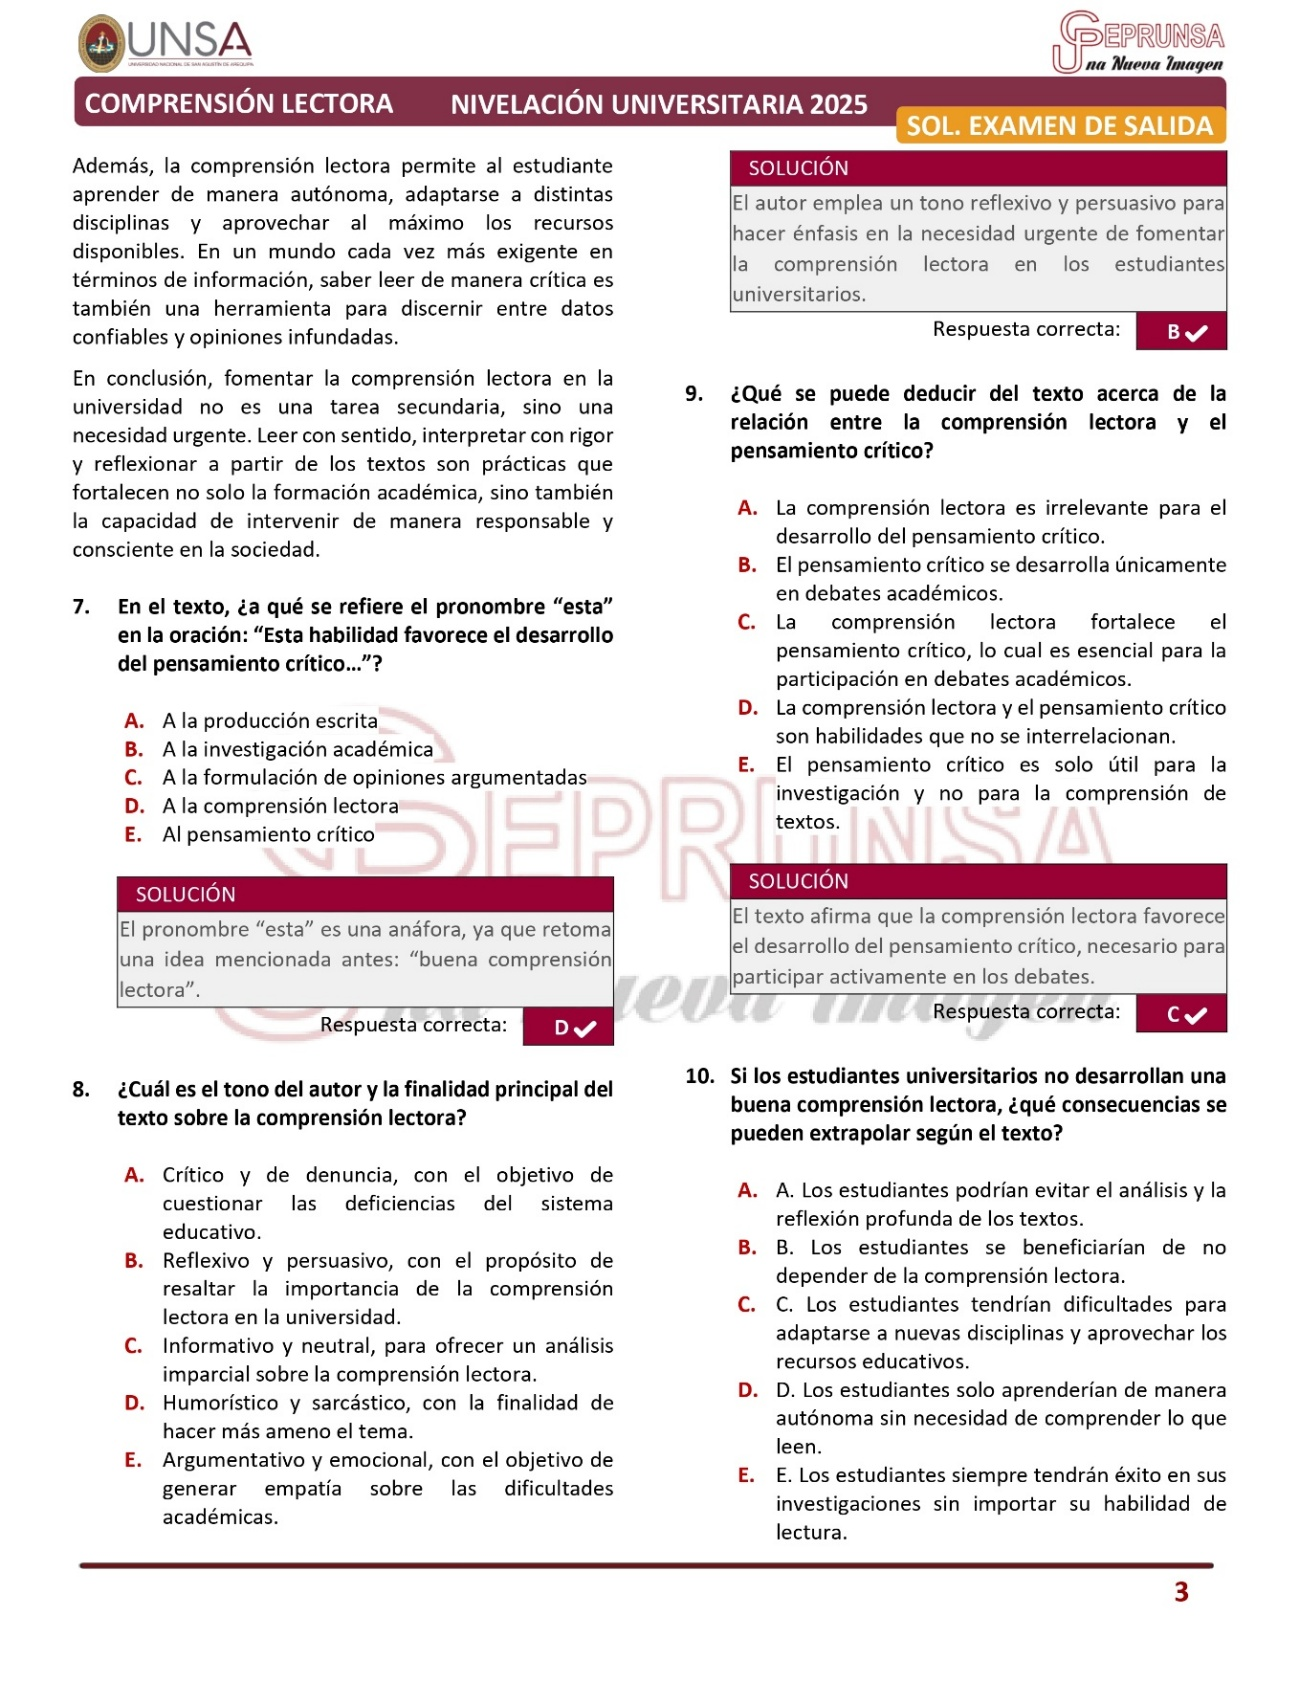 UNSA
UNIVERSIDAD NACIONAL DE SAN AGUSTÍN DE AREQUIPA
CEPRUNSA
Una Nueva Imagen
COMPRENSIÓN LECTORA NIVELACIÓN UNIVERSITARIA 2025
SOL. EXAMEN DE SALIDA
Además, la comprensión lectora permite al estudiante
aprender de manera autónoma, adaptarse a distintas
disciplinas y aprovechar al máximo los recursos
disponibles. En un mundo cada vez más exigente en
términos de información, saber leer de manera crítica es
también una herramienta para discernir entre datos
confiables y opiniones infundadas.
En conclusión, fomentar la comprensión lectora en la
universidad no es una tarea secundaria, sino una
necesidad urgente. Leer con sentido, interpretar con rigor
y reflexionar a partir de los textos son prácticas que
fortalecen no solo la formación académica, sino también
la capacidad de intervenir de manera responsable y
consciente en la sociedad.
7. En el texto, ¿a qué se refiere el pronombre “esta”
en la oración: “Esta habilidad favorece el desarrollo
del pensamiento crítico...”?
A. A la producción escrita
B. A la investigación académica
C. A la formulación de opiniones argumentadas
D. A la comprensión lectora
E. Al pensamiento crítico
SOLUCIÓN
El pronombre “esta” es una anáfora, ya que retoma
una idea mencionada antes: “buena comprensión
lectora”.
Respuesta correcta: D
8. ¿Cuál es el tono del autor y la finalidad principal del
texto sobre la comprensión lectora?
A. Crítico y de denuncia, con el objetivo de
cuestionar las deficiencias del sistema
educativo.
B. Reflexivo y persuasivo, con el propósito de
resaltar la importancia de la comprensión
lectora en la universidad.
C. Informativo y neutral, para ofrecer un análisis
imparcial sobre la comprensión lectora.
D. Humorístico y sarcástico, con la finalidad de
hacer más ameno el tema.
E. Argumentativo y emocional, con el objetivo de
generar empatía sobre las dificultades
académicas.
SOLUCIÓN
El autor emplea un tono reflexivo y persuasivo para
hacer énfasis en la necesidad urgente de fomentar
la comprensión lectora en los estudiantes
universitarios.
Respuesta correcta: B
9. ¿Qué se puede deducir del texto acerca de la
relación entre la comprensión lectora y el
pensamiento crítico?
A. La comprensión lectora es irrelevante para el
desarrollo del pensamiento crítico.
B. El pensamiento crítico se desarrolla únicamente
en debates académicos.
C. La comprensión lectora fortalece el
pensamiento crítico, lo cual es esencial para la
participación en debates académicos.
D. La comprensión lectora y el pensamiento crítico
son habilidades que no se interrelacionan.
E. El pensamiento crítico es solo útil para la
investigación y no para la comprensión de
textos.
SOLUCIÓN
El texto afirma que la comprensión lectora favorece
el desarrollo del pensamiento crítico, necesario para
participar activamente en los debates.
Respuesta correcta: C
10. Si los estudiantes universitarios no desarrollan una
buena comprensión lectora, ¿qué consecuencias se
pueden extrapolar según el texto?
A. A. Los estudiantes podrían evitar el análisis y la
reflexión profunda de los textos.
B. B. Los estudiantes se beneficiarían de no
depender de la comprensión lectora.
C. C. Los estudiantes tendrían dificultades para
adaptarse a nuevas disciplinas y aprovechar los
recursos educativos.
D. D. Los estudiantes solo aprenderían de manera
autónoma sin necesidad de comprender lo que
leen.
E. E. Los estudiantes siempre tendrán éxito en sus
investigaciones sin importar su habilidad de
lectura.
3